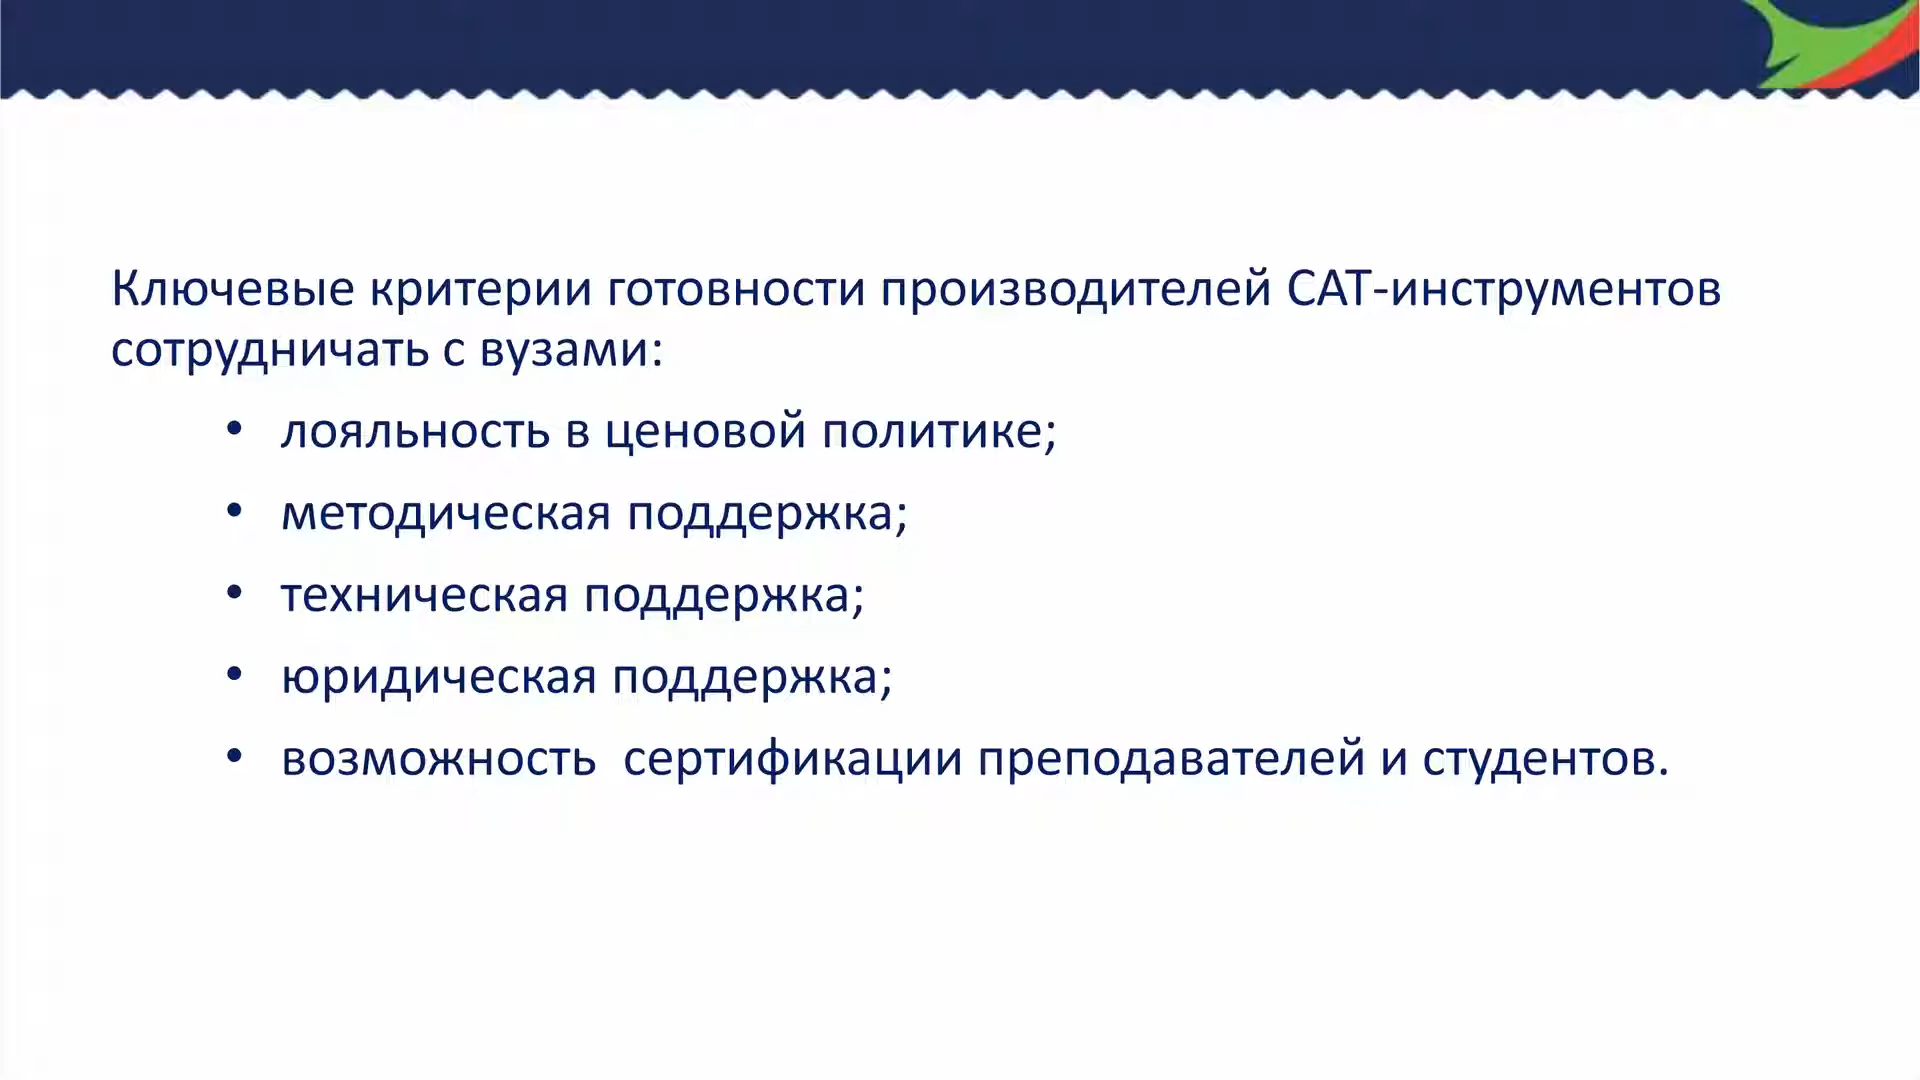 Ключевые критерии готовности производителей САТ-инструментов
сотрудничать с вузами:
• лояльность в ценовой политике;
• методическая поддержка;
• техническая поддержка;
• юридическая поддержка;
• возможность  сертификации преподавателей и студентов.